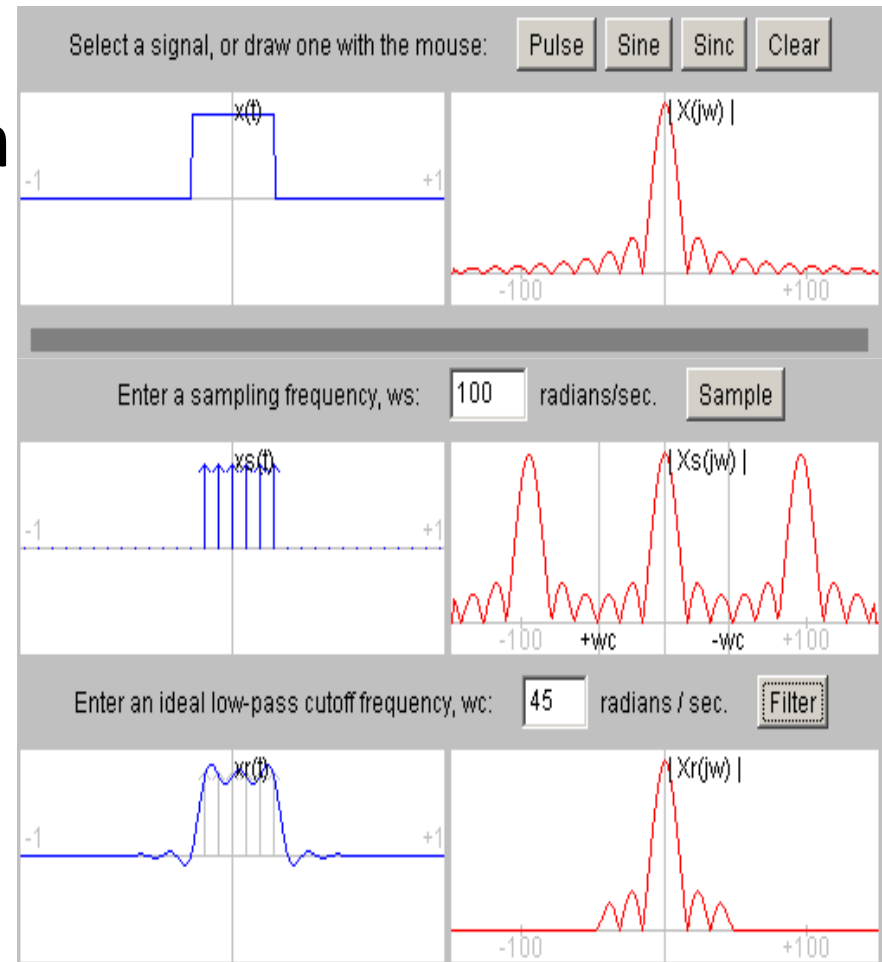 Select a signal, or draw one with the mouse: Pulse Sine Sinc Clear
n
x(t) | X(jw) |
-1 +1
-100 +100
Enter a sampling frequency, ws: 100 radians/sec. Sample
xs(t) | Xs(jw) |
-1 +1
-100 +wc -wc +100
Enter an ideal low-pass cutoff frequency, wc: 45 radians / sec. Filter
xr(t) | Xr(jw) |
-1 +1
-100 +100